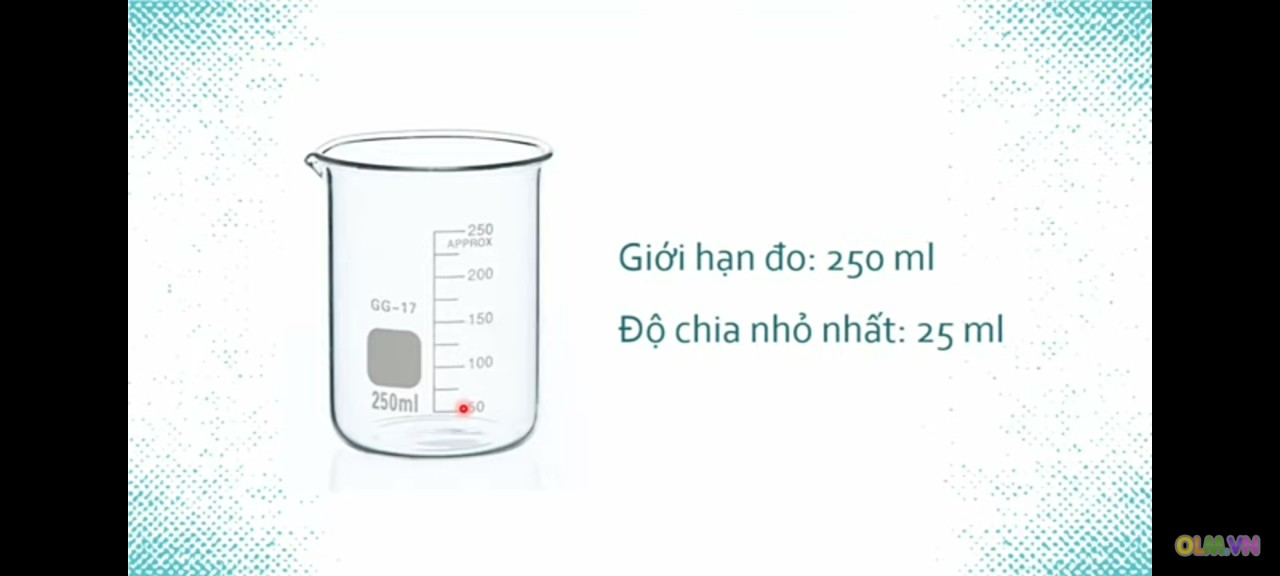 250
APPROX
200
GG-17
150
100
250ml
50
Giới hạn đo: 250 ml
Độ chia nhỏ nhất: 25 ml
OLM.VN